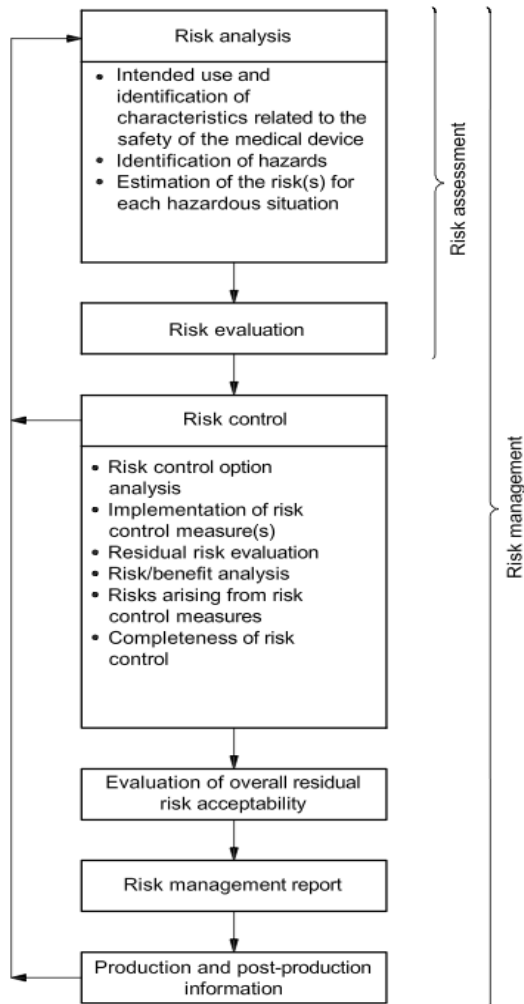 Risk analysis
• Intended use and
identification of
characteristics related to the
safety of the medical device
• Identification of hazards
• Estimation of the risk(s) for
each hazardous situation
Risk evaluation
Risk assessment
Risk control
• Risk control option
analysis
• Implementation of risk
control measure(s)
• Residual risk evaluation
• Risk/benefit analysis
• Risks arising from risk
control measures
• Completeness of risk
control
Risk management
Evaluation of overall residual
risk acceptability
Risk management report
Production and post-production
information